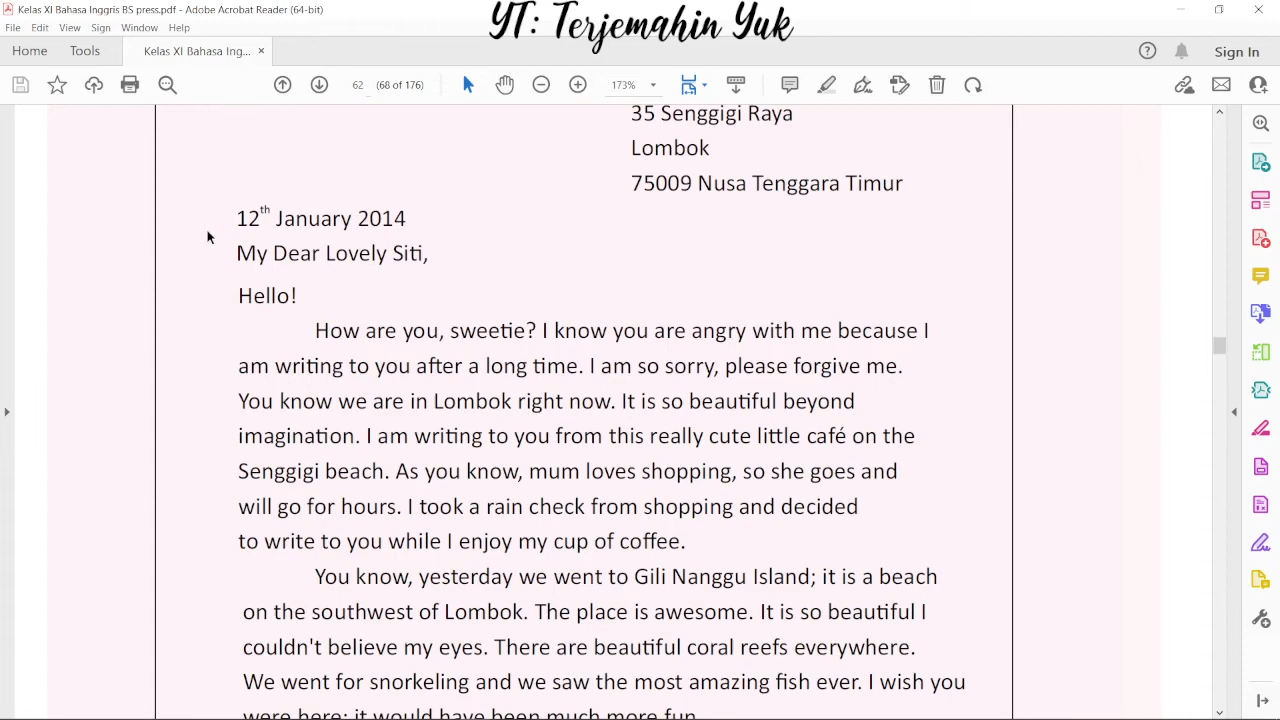 Kelas XI Bahasa Inggris BS press.pdf - Adobe Acrobat Reader (64-bit)
YT: Terjemahin Yuk
File Edit View Sign Window Help
Home Tools Kelas XI Bahasa Ing... × Sign In
62 (68 of 176) 173%
35 Senggigi Raya
Lombok
75009 Nusa Tenggara Timur
12th January 2014
My Dear Lovely Siti,
Hello!
How are you, sweetie? I know you are angry with me because I
am writing to you after a long time. I am so sorry, please forgive me.
You know we are in Lombok right now. It is so beautiful beyond
imagination. I am writing to you from this really cute little café on the
Senggigi beach. As you know, mum loves shopping, so she goes and
will go for hours. I took a rain check from shopping and decided
to write to you while I enjoy my cup of coffee.
You know, yesterday we went to Gili Nanggu Island; it is a beach
on the southwest of Lombok. The place is awesome. It is so beautiful I
couldn't believe my eyes. There are beautiful coral reefs everywhere.
We went for snorkeling and we saw the most amazing fish ever. I wish you
were here; it would have been much more fun